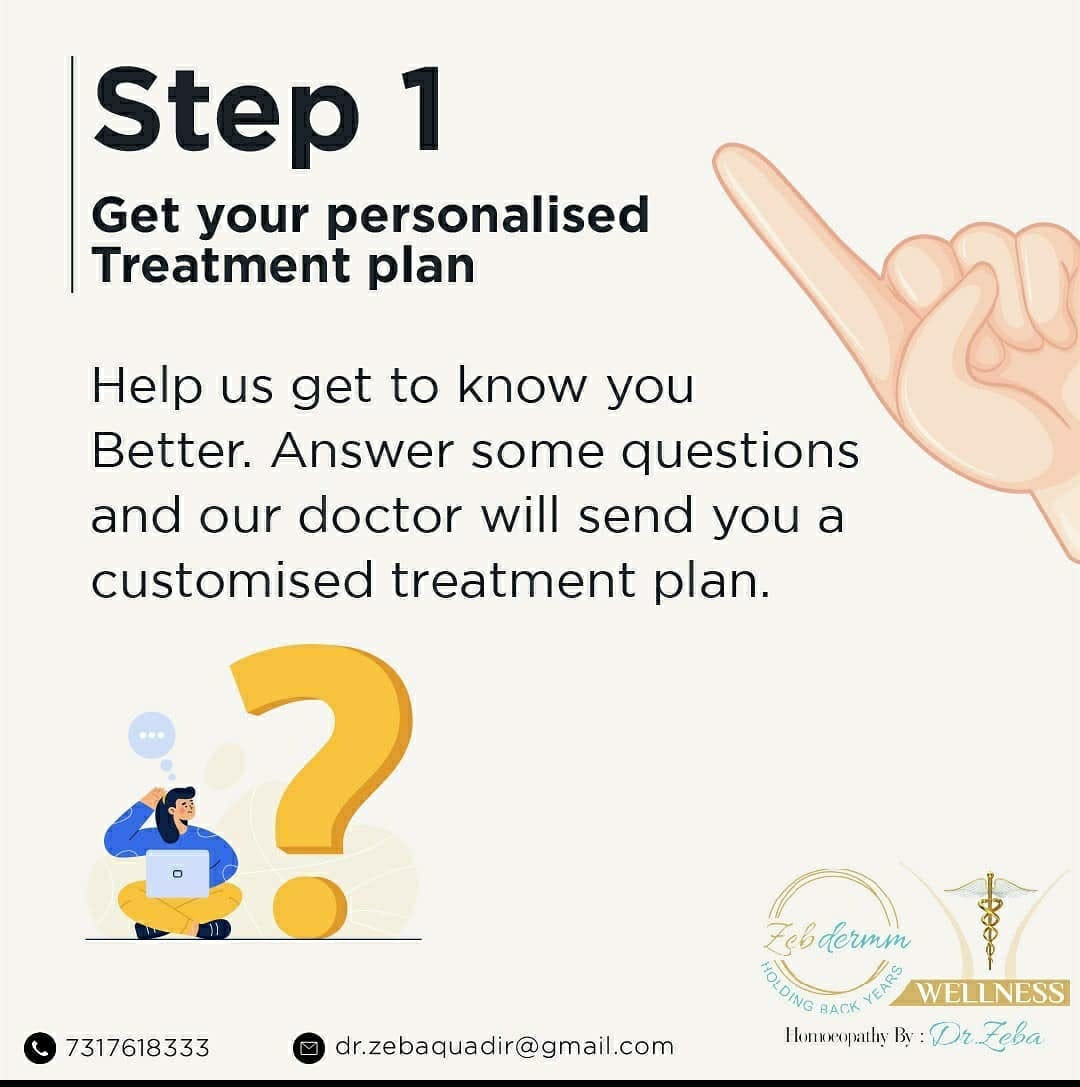 Step 1
Get your personalised
Treatment plan
Help us get to know you
Better. Answer some questions
and our doctor will send you a
customised treatment plan.
Zeb dermm
HOLDING BACK YEARS
WELLNESS
Homoeopathy By : Dr.Zeba
7317618333
dr.zebaquadir@gmail.com